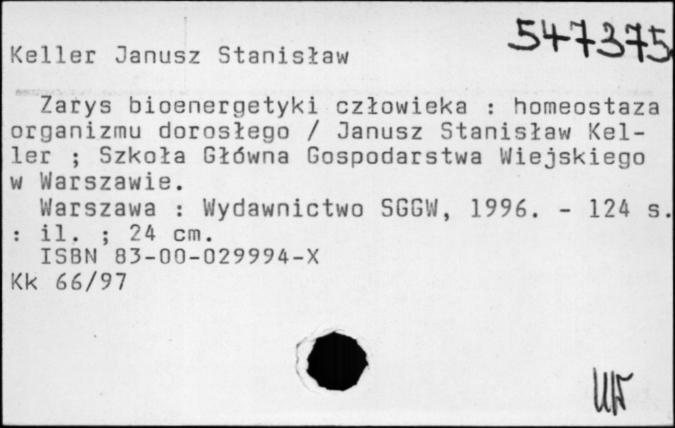 547375
Keller Janusz Stanisław
Zarys bioenergetyki człowieka : homeostaza
organizmu dorosłego / Janusz Stanisław Kel-
ler ; Szkoła Główna Gospodarstwa Wiejskiego
w Warszawie.
Warszawa : Wydawnictwo SGGW, 1996. - 124 s.
: il. ; 24 cm.
ISBN 83-00-029994-X
Kk 66/97